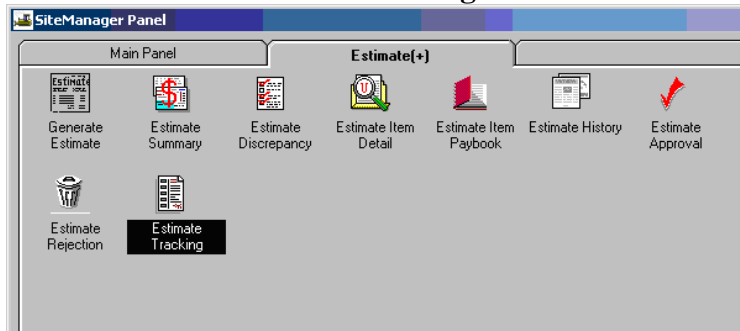 SiteManager Panel
Main Panel
Estimate(+)
Generate Estimate
Estimate Summary
Estimate Discrepancy
Estimate Item Detail
Estimate Item Paybook
Estimate History
Estimate Approval
Estimate Rejection
Estimate Tracking